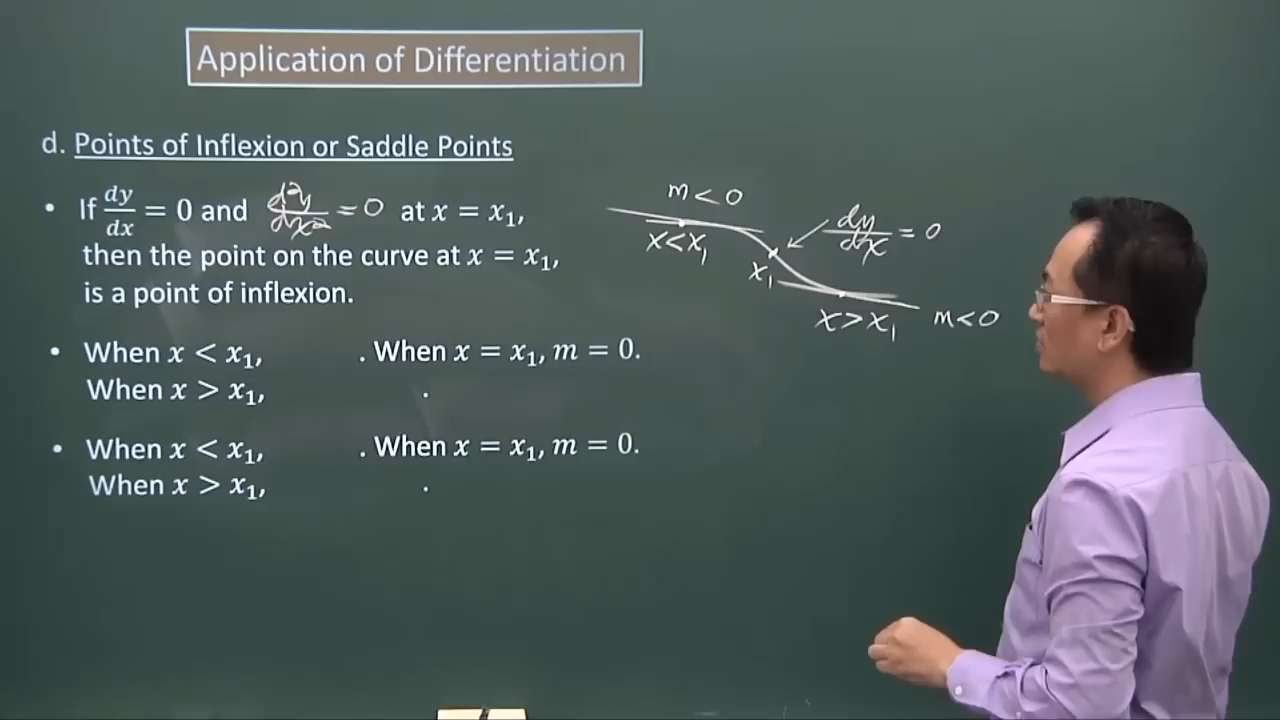 Application of Differentiation
d. Points of Inflexion or Saddle Points
• If dy/dx = 0 and d²y/dx² = 0 at x = x₁,
then the point on the curve at x = x₁,
is a point of inflexion.
• When x < x₁, . When x = x₁, m = 0.
When x > x₁, .
• When x < x₁, . When x = x₁, m = 0.
When x > x₁, .
m < 0
x < x₁
dy/dx = 0
x₁
x > x₁ m < 0